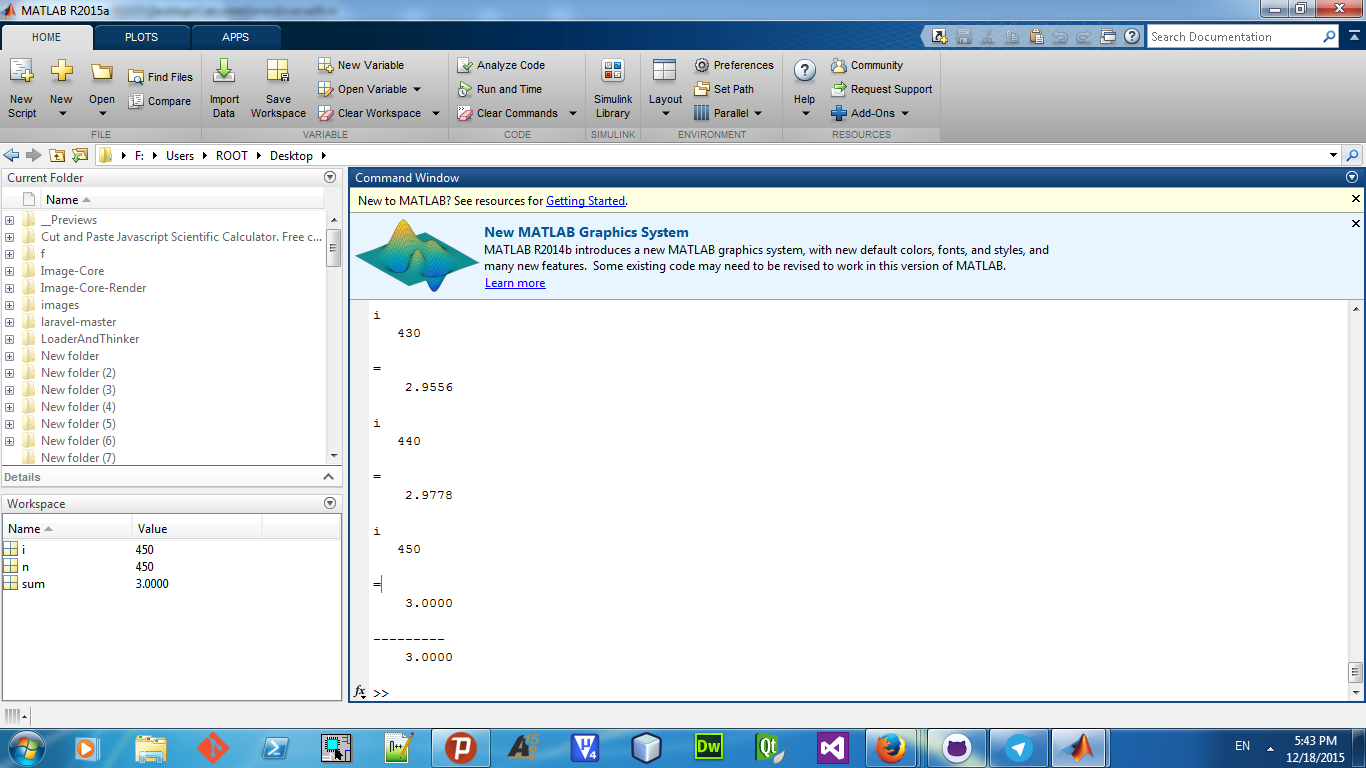 MATLAB R2015a
HOME PLOTS APPS
Search Documentation
New Script
New
Open
Find Files
Compare
Import Data
Save Workspace
New Variable
Open Variable
Clear Workspace
Analyze Code
Run and Time
Clear Commands
Simulink Library
Layout
Preferences
Set Path
Parallel
Help
Community
Request Support
Add-Ons
FILE VARIABLE CODE SIMULINK ENVIRONMENT RESOURCES
F: Users ROOT Desktop
Current Folder
Name
__Previews
Cut and Paste Javascript Scientific Calculator. Free c...
f
Image-Core
Image-Core-Render
images
laravel-master
LoaderAndThinker
New folder
New folder (2)
New folder (3)
New folder (4)
New folder (5)
New folder (6)
New folder (7)
Details
Workspace
Name Value
i 450
n 450
sum 3.0000
Command Window
New to MATLAB? See resources for Getting Started.
New MATLAB Graphics System
MATLAB R2014b introduces a new MATLAB graphics system, with new default colors, fonts, and styles, and
many new features. Some existing code may need to be revised to work in this version of MATLAB.
Learn more
i
430
=
2.9556
i
440
=
2.9778
i
450
=
3.0000
---------
3.0000
fx >>
N++
A 15
4
Dw
Qt
EN
5:43 PM
12/18/2015